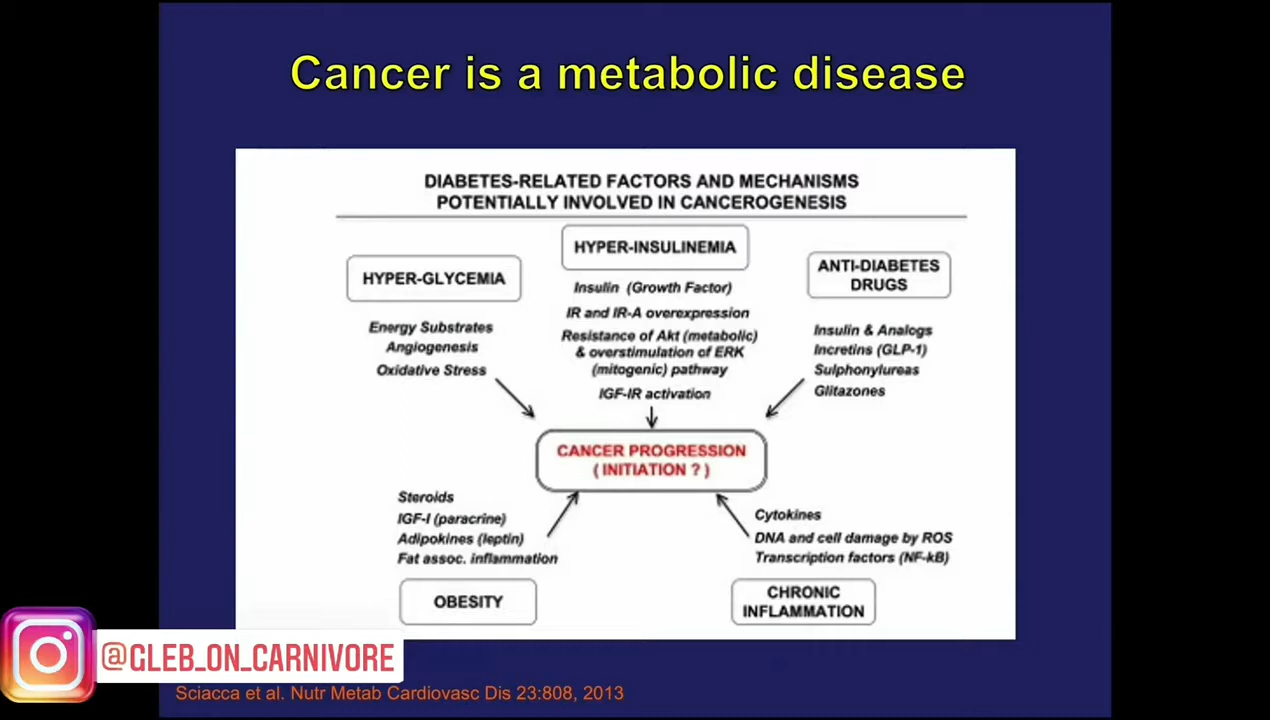 Cancer is a metabolic disease
DIABETES-RELATED FACTORS AND MECHANISMS
POTENTIALLY INVOLVED IN CANCEROGENESIS
HYPER-GLYCEMIA
Energy Substrates
Angiogenesis
Oxidative Stress
HYPER-INSULINEMIA
Insulin (Growth Factor)
IR and IR-A overexpression
Resistance of Akt (metabolic)
& overstimulation of ERK
(mitogenic) pathway
IGF-IR activation
ANTI-DIABETES
DRUGS
Insulin & Analogs
Incretins (GLP-1)
Sulphonylureas
Glitazones
CANCER PROGRESSION
( INITIATION ? )
Steroids
IGF-I (paracrine)
Adipokines (leptin)
Fat assoc. inflammation
OBESITY
Cytokines
DNA and cell damage by ROS
Transcription factors (NF-kB)
CHRONIC
INFLAMMATION
@GLEB_ON_CARNIVORE
Sciacca et al. Nutr Metab Cardiovasc Dis 23:808, 2013